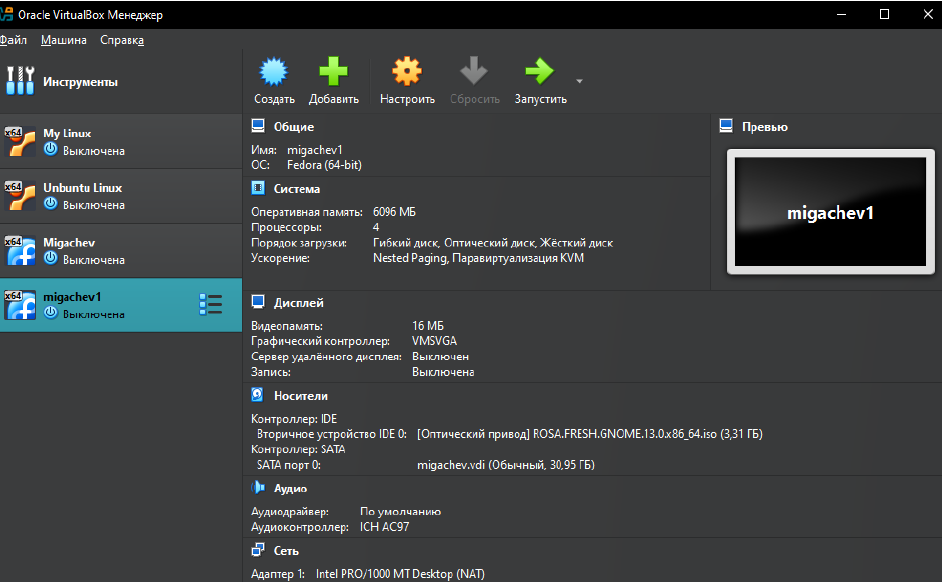 Oracle VirtualBox Менеджер
Файл Машина Справка
Инструменты
Создать Добавить Настроить Сбросить Запустить
x64 My Linux
Выключена
x64 Unbuntu Linux
Выключена
x64 Migachev
Выключена
x64 migachev1
Выключена
Общие
Имя: migachev1
ОС: Fedora (64-bit)
Система
Оперативная память: 6096 МБ
Процессоры: 4
Порядок загрузки: Гибкий диск, Оптический диск, Жёсткий диск
Ускорение: Nested Paging, Паравиртуализация KVM
Превью
migachev1
Дисплей
Видеопамять: 16 МБ
Графический контроллер: VMSVGA
Сервер удалённого дисплея: Выключен
Запись: Выключена
Носители
Контроллер: IDE
Вторичное устройство IDE 0: [Оптический привод] ROSA.FRESH.GNOME.13.0.x86_64.iso (3,31 ГБ)
Контроллер: SATA
SATA порт 0: migachev.vdi (Обычный, 30,95 ГБ)
Аудио
Аудиодрайвер: По умолчанию
Аудиоконтроллер: ICH AC97
Сеть
Адаптер 1: Intel PRO/1000 MT Desktop (NAT)